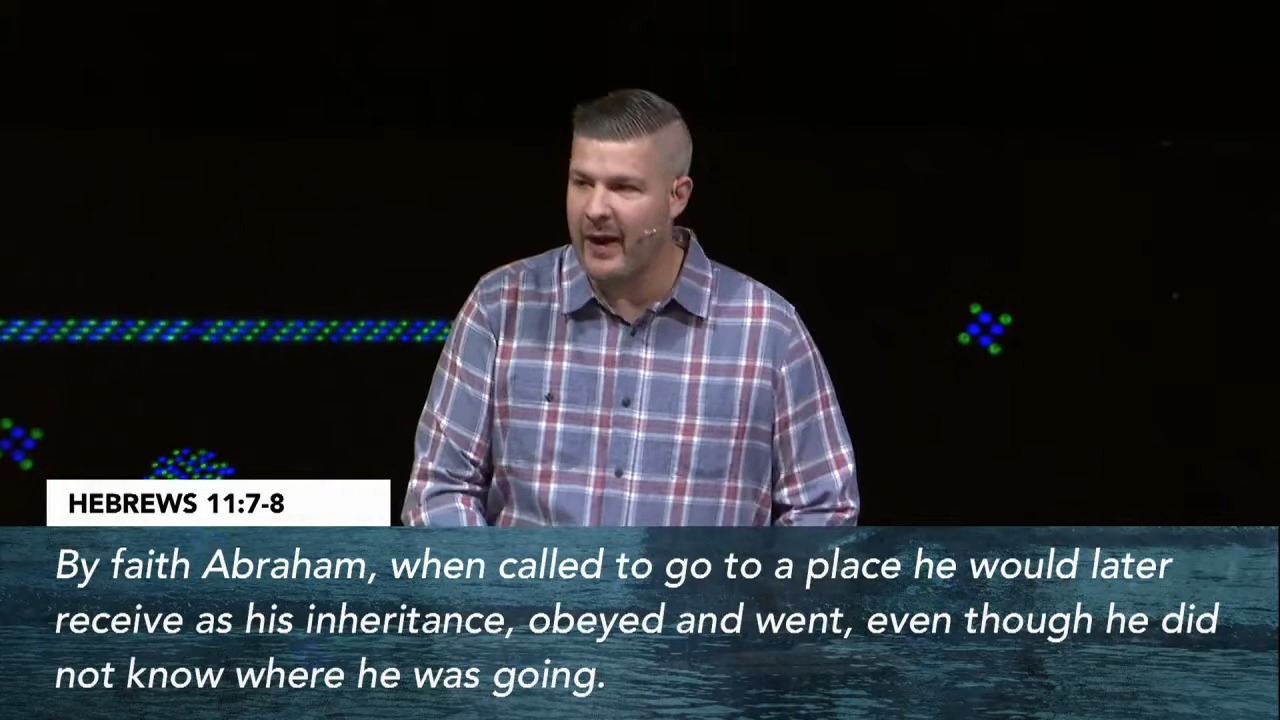 HEBREWS 11:7-8
By faith Abraham, when called to go to a place he would later
receive as his inheritance, obeyed and went, even though he did
not know where he was going.